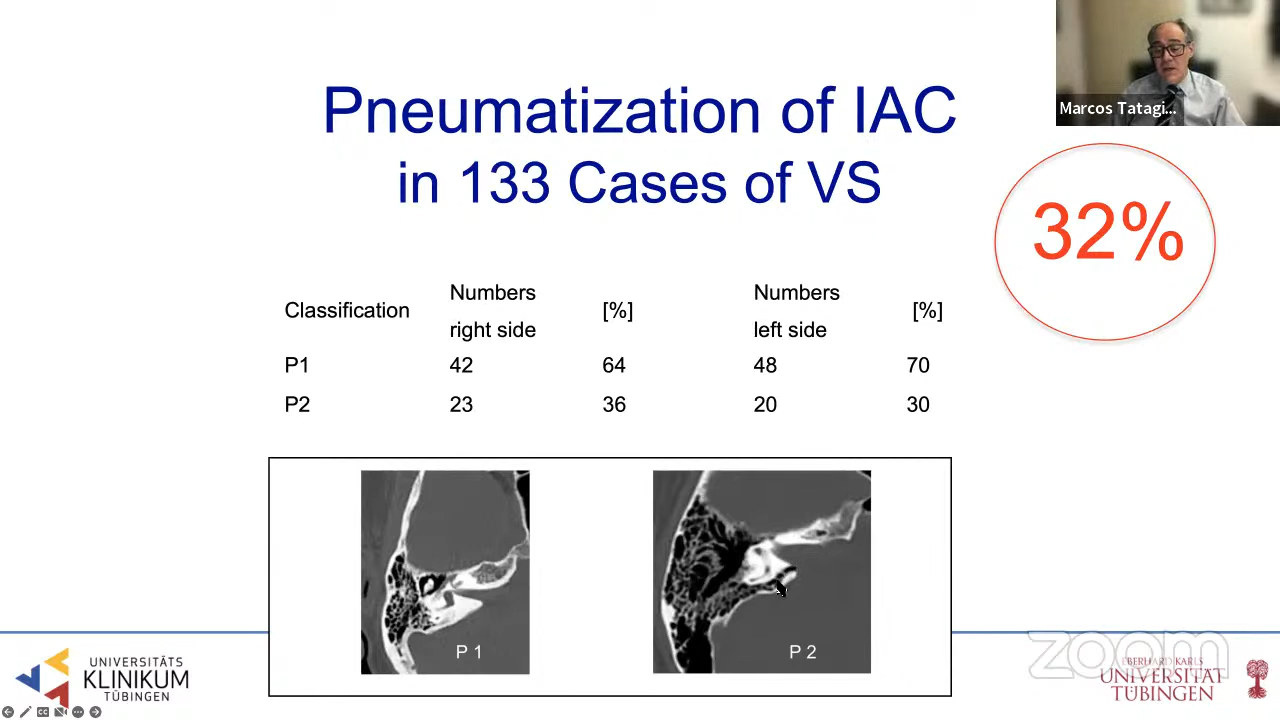 Pneumatization of IAC
in 133 Cases of VS
Marcos Tatagi...
32%
Classification Numbers right side [%] Numbers left side [%]
P1 42 64 48 70
P2 23 36 20 30
P 1
P 2
UNIVERSITÄTS
KLINIKUM
TÜBINGEN
zoom
EBERHARD KARLS
UNIVERSITÄT
TÜBINGEN